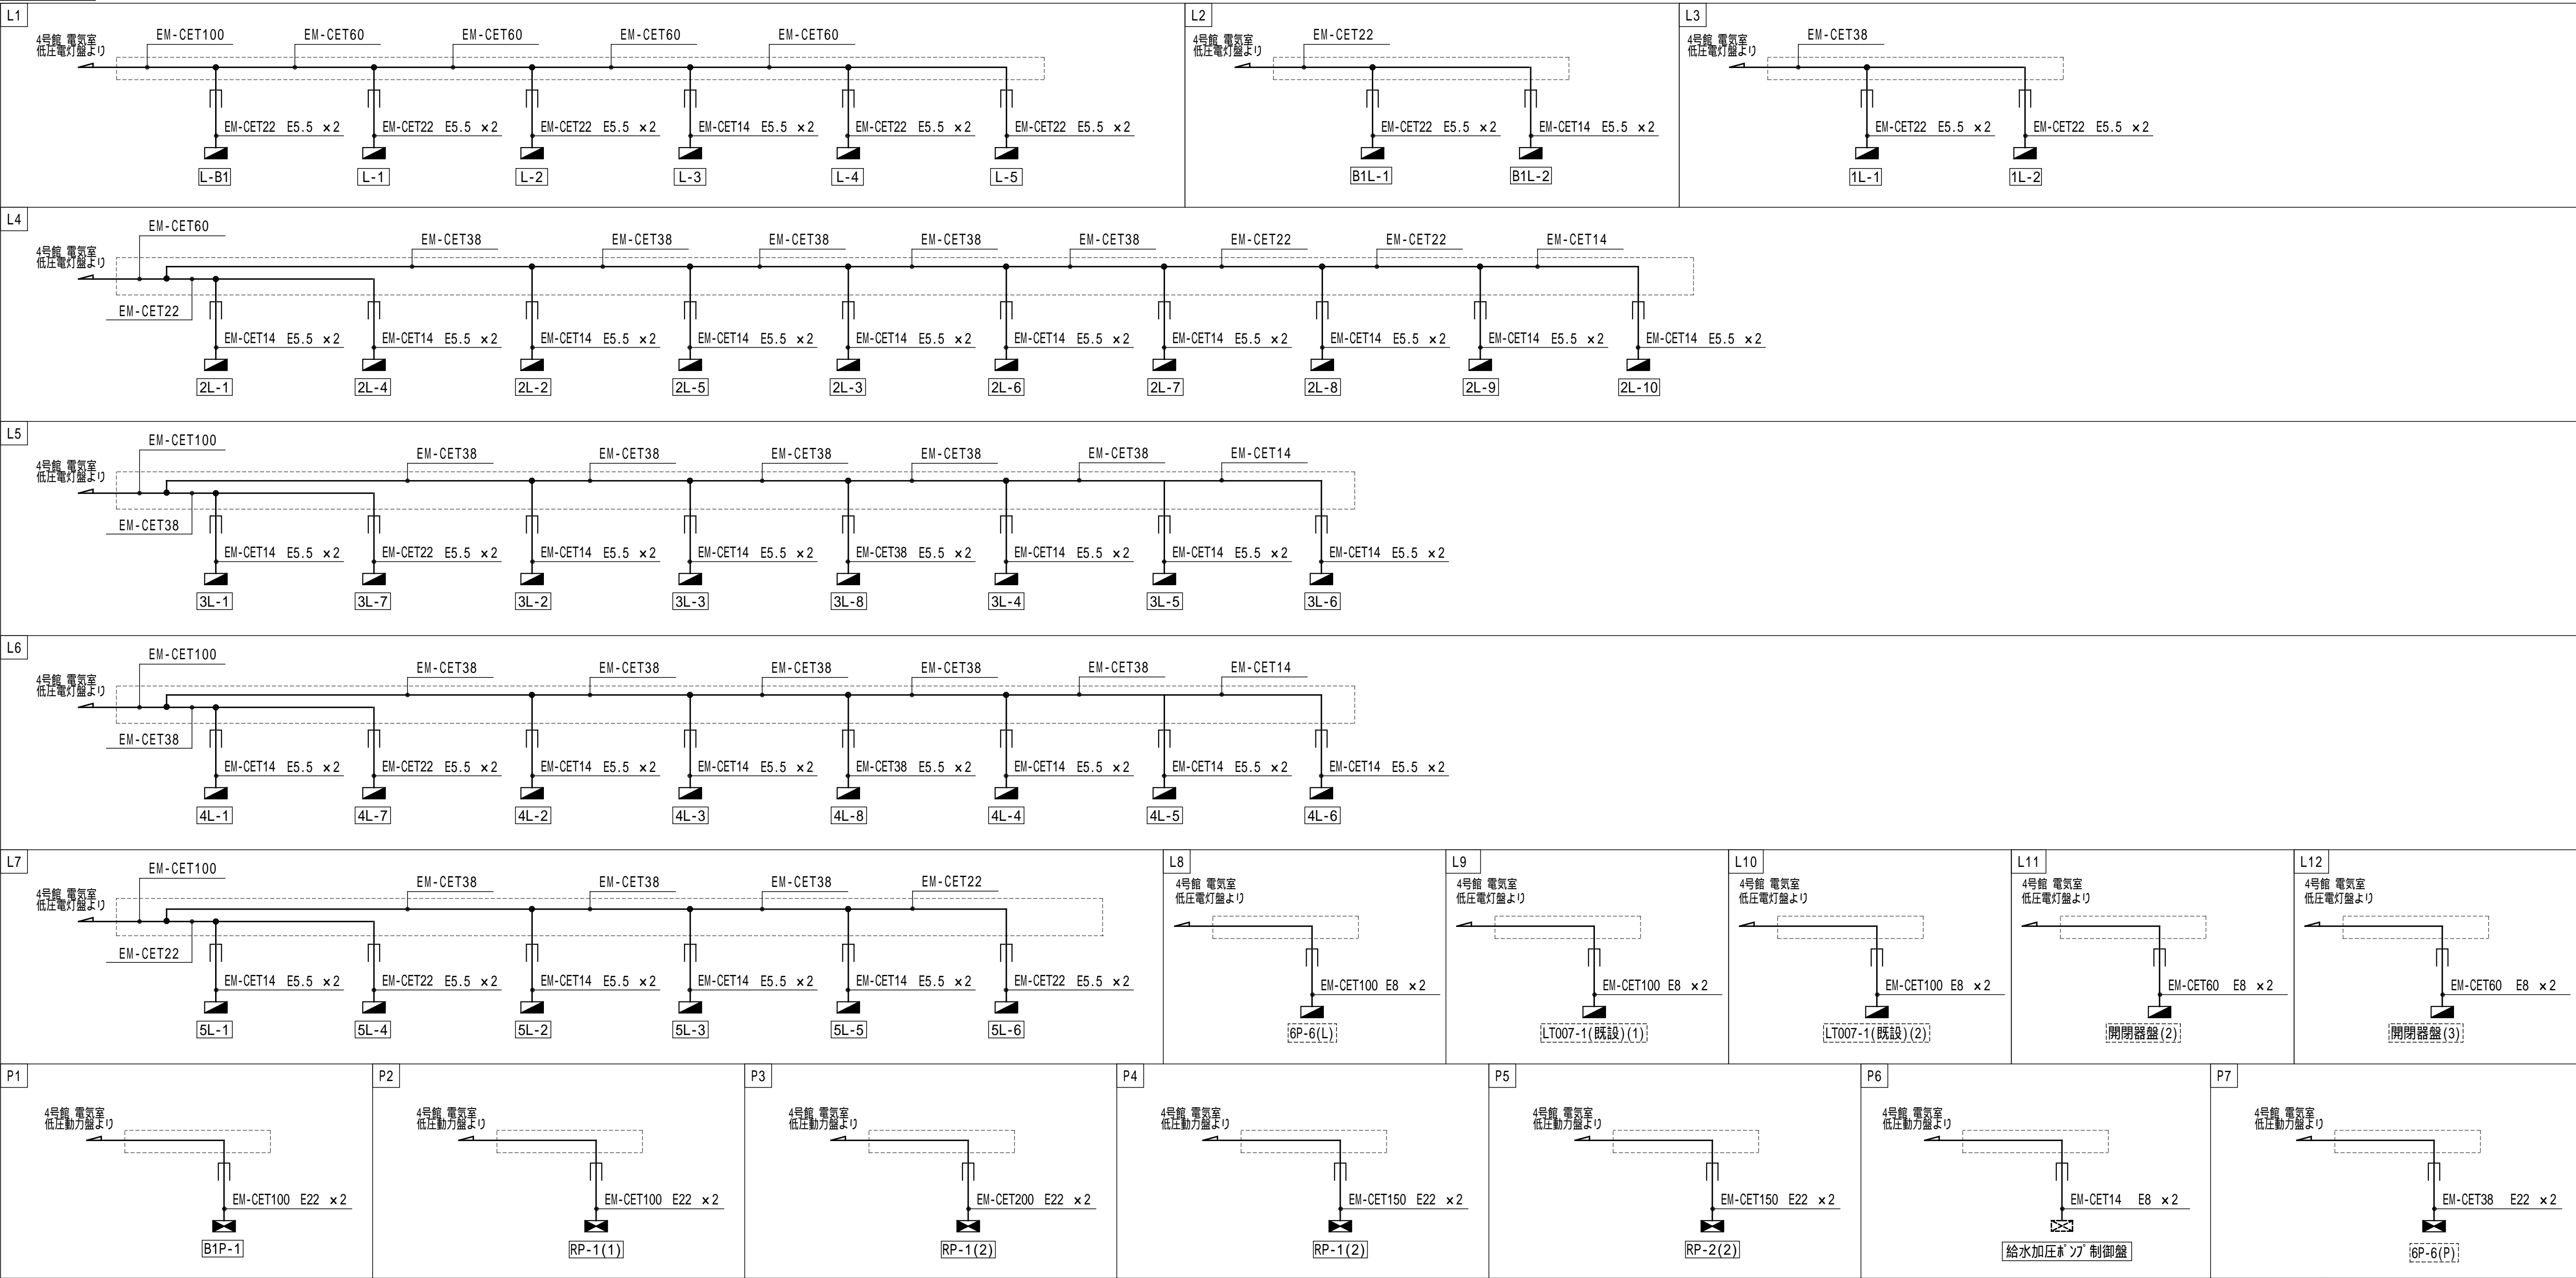 L1
4号館 電気室
低圧電灯盤より
EM-CET100
EM-CET60
EM-CET60
EM-CET60
EM-CET60
EM-CET22 E5.5 ×2
EM-CET22 E5.5 ×2
EM-CET22 E5.5 ×2
EM-CET14 E5.5 ×2
EM-CET22 E5.5 ×2
EM-CET22 E5.5 ×2
L-B1
L-1
L-2
L-3
L-4
L-5
L2
4号館 電気室
低圧電灯盤より
EM-CET22
EM-CET22 E5.5 ×2
EM-CET14 E5.5 ×2
B1L-1
B1L-2
L3
4号館 電気室
低圧電灯盤より
EM-CET38
EM-CET22 E5.5 ×2
EM-CET22 E5.5 ×2
1L-1
1L-2
L4
4号館 電気室
低圧電灯盤より
EM-CET60
EM-CET38
EM-CET38
EM-CET38
EM-CET38
EM-CET38
EM-CET22
EM-CET22
EM-CET14
EM-CET22
EM-CET14 E5.5 ×2
EM-CET14 E5.5 ×2
EM-CET14 E5.5 ×2
EM-CET14 E5.5 ×2
EM-CET14 E5.5 ×2
EM-CET14 E5.5 ×2
EM-CET14 E5.5 ×2
EM-CET14 E5.5 ×2
EM-CET14 E5.5 ×2
EM-CET14 E5.5 ×2
2L-1
2L-4
2L-2
2L-5
2L-3
2L-6
2L-7
2L-8
2L-9
2L-10
L5
4号館 電気室
低圧電灯盤より
EM-CET100
EM-CET38
EM-CET38
EM-CET38
EM-CET38
EM-CET38
EM-CET14
EM-CET38
EM-CET14 E5.5 ×2
EM-CET22 E5.5 ×2
EM-CET14 E5.5 ×2
EM-CET14 E5.5 ×2
EM-CET38 E5.5 ×2
EM-CET14 E5.5 ×2
EM-CET14 E5.5 ×2
EM-CET14 E5.5 ×2
3L-1
3L-7
3L-2
3L-3
3L-8
3L-4
3L-5
3L-6
L6
4号館 電気室
低圧電灯盤より
EM-CET100
EM-CET38
EM-CET38
EM-CET38
EM-CET38
EM-CET38
EM-CET14
EM-CET38
EM-CET14 E5.5 ×2
EM-CET22 E5.5 ×2
EM-CET14 E5.5 ×2
EM-CET14 E5.5 ×2
EM-CET38 E5.5 ×2
EM-CET14 E5.5 ×2
EM-CET14 E5.5 ×2
EM-CET14 E5.5 ×2
4L-1
4L-7
4L-2
4L-3
4L-8
4L-4
4L-5
4L-6
L7
4号館 電気室
低圧電灯盤より
EM-CET100
EM-CET38
EM-CET38
EM-CET38
EM-CET22
EM-CET22
EM-CET14 E5.5 ×2
EM-CET22 E5.5 ×2
EM-CET14 E5.5 ×2
EM-CET14 E5.5 ×2
EM-CET14 E5.5 ×2
EM-CET22 E5.5 ×2
5L-1
5L-4
5L-2
5L-3
5L-5
5L-6
L8
4号館 電気室
低圧電灯盤より
EM-CET100 E8 ×2
6P-6(L)
L9
4号館 電気室
低圧電灯盤より
EM-CET100 E8 ×2
LT007-1(既設)(1)
L10
4号館 電気室
低圧電灯盤より
EM-CET100 E8 ×2
LT007-1(既設)(2)
L11
4号館 電気室
低圧電灯盤より
EM-CET60 E8 ×2
開閉器盤(2)
L12
4号館 電気室
低圧電灯盤より
EM-CET60 E8 ×2
開閉器盤(3)
P1
4号館 電気室
低圧動力盤より
EM-CET100 E22 ×2
B1P-1
P2
4号館 電気室
低圧動力盤より
EM-CET100 E22 ×2
RP-1(1)
P3
4号館 電気室
低圧動力盤より
EM-CET200 E22 ×2
RP-1(2)
P4
4号館 電気室
低圧動力盤より
EM-CET150 E22 ×2
RP-1(2)
P5
4号館 電気室
低圧動力盤より
EM-CET150 E22 ×2
RP-2(2)
P6
4号館 電気室
低圧動力盤より
EM-CET14 E8 ×2
給水加圧ﾎﾟﾝﾌﾟ制御盤
P7
4号館 電気室
低圧動力盤より
EM-CET38 E22 ×2
6P-6(P)